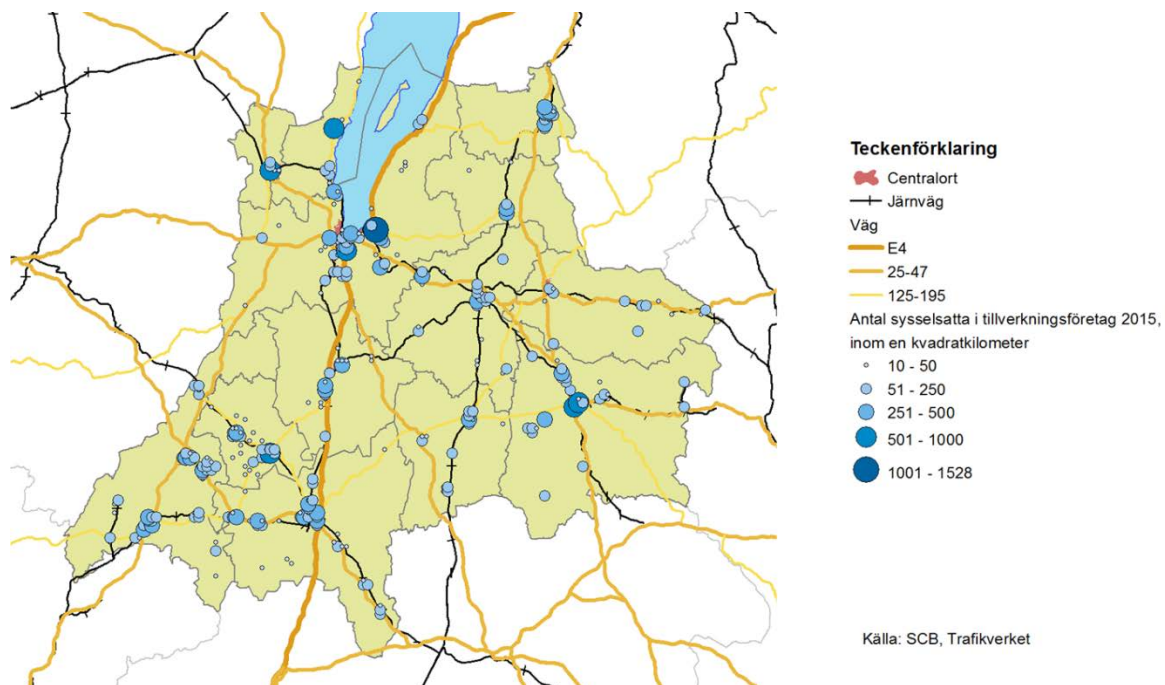 Teckenförklaring
Centralort
Järnväg
Väg
E4
25-47
125-195
Antal sysselsatta i tillverkningsföretag 2015,
inom en kvadratkilometer
10 - 50
51 - 250
251 - 500
501 - 1000
1001 - 1528
Källa: SCB, Trafikverket